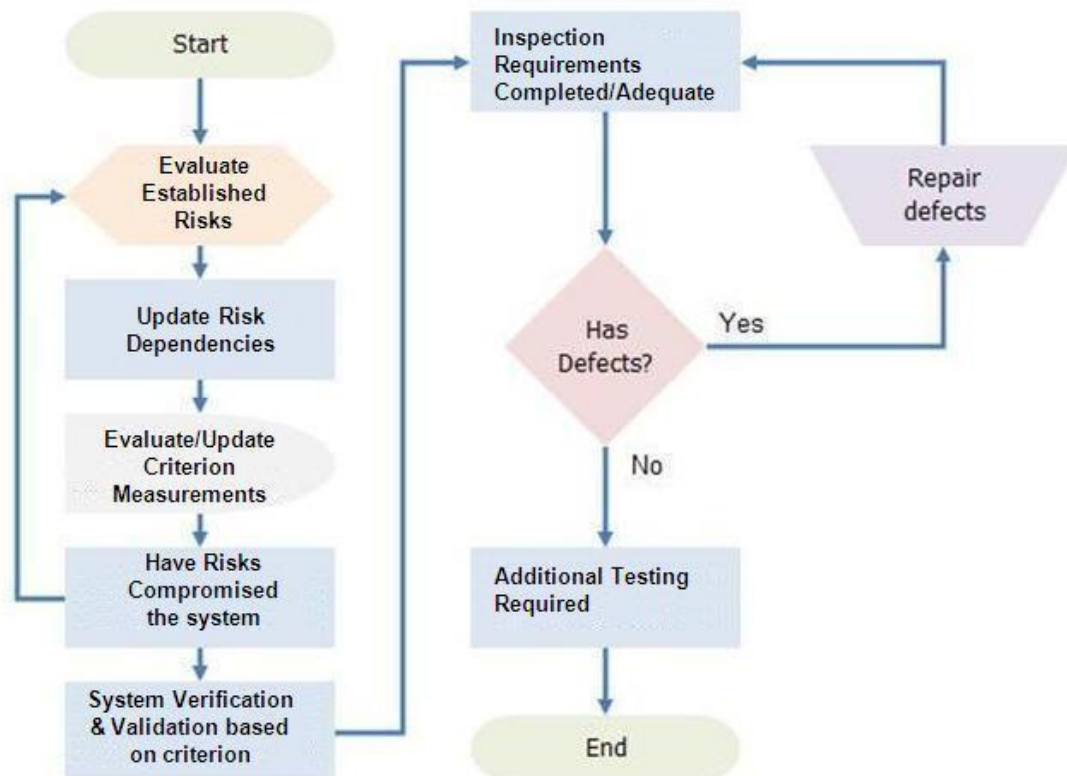 Start
Evaluate
Established
Risks
Update Risk
Dependencies
Evaluate/Update
Criterion
Measurements
Have Risks
Compromised
the system
System Verification
& Validation based
on criterion
Inspection
Requirements
Completed/Adequate
Repair
defects
Has
Defects?
Yes
No
Additional Testing
Required
End